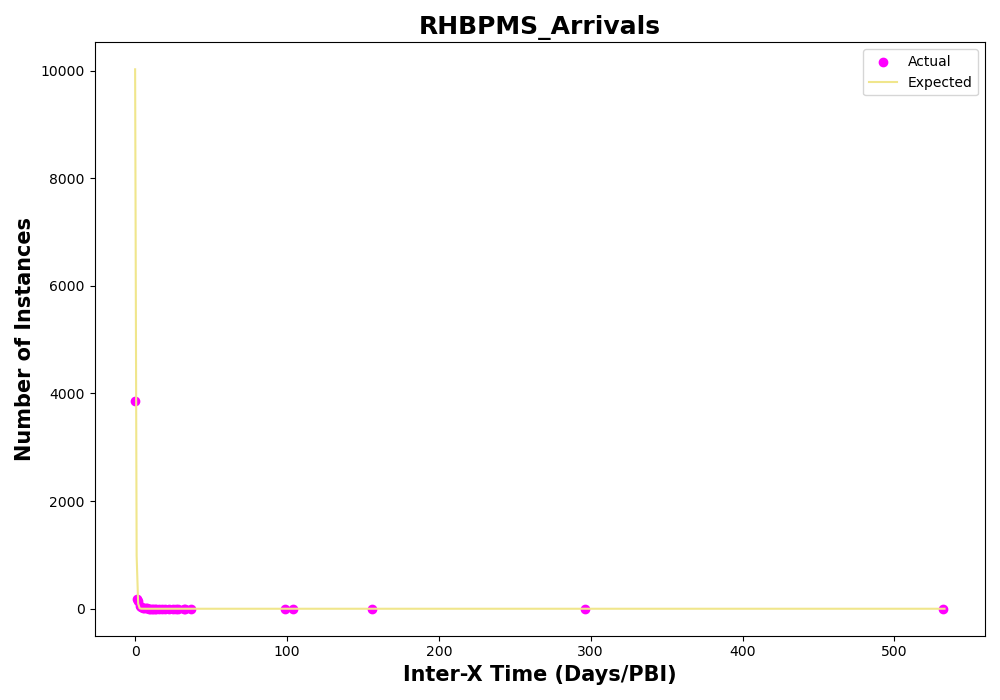 RHBPMS_Arrivals
Actual
Expected
Number of Instances
10000
8000
6000
4000
2000
0
0 100 200 300 400 500
Inter-X Time (Days/PBI)